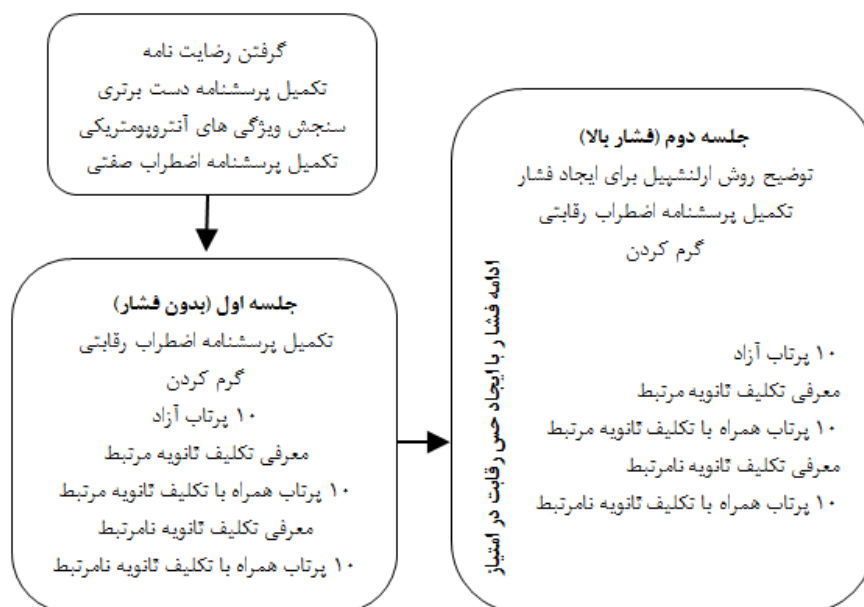 گرفتن رضایت نامه
تکمیل پرسشنامه دست برتری
سنجش ویژگی های آنتروپومتریکی
تکمیل پرسشنامه اضطراب صفتی
جلسه اول (بدون فشار)
تکمیل پرسشنامه اضطراب رقابتی
گرم کردن
۱۰ پرتاب آزاد
معرفی تکلیف ثانویه مرتبط
۱۰ پرتاب همراه با تکلیف ثانویه مرتبط
معرفی تکلیف ثانویه نامرتبط
۱۰ پرتاب همراه با تکلیف ثانویه نامرتبط
جلسه دوم (فشار بالا)
توضیح روش ارلنشپیل برای ایجاد فشار
تکمیل پرسشنامه اضطراب رقابتی
گرم کردن
ادامه فشار با ایجاد حس رقابت در امتیاز
۱۰ پرتاب آزاد
معرفی تکلیف ثانویه مرتبط
۱۰ پرتاب همراه با تکلیف ثانویه مرتبط
معرفی تکلیف ثانویه نامرتبط
۱۰ پرتاب همراه با تکلیف ثانویه نامرتبط